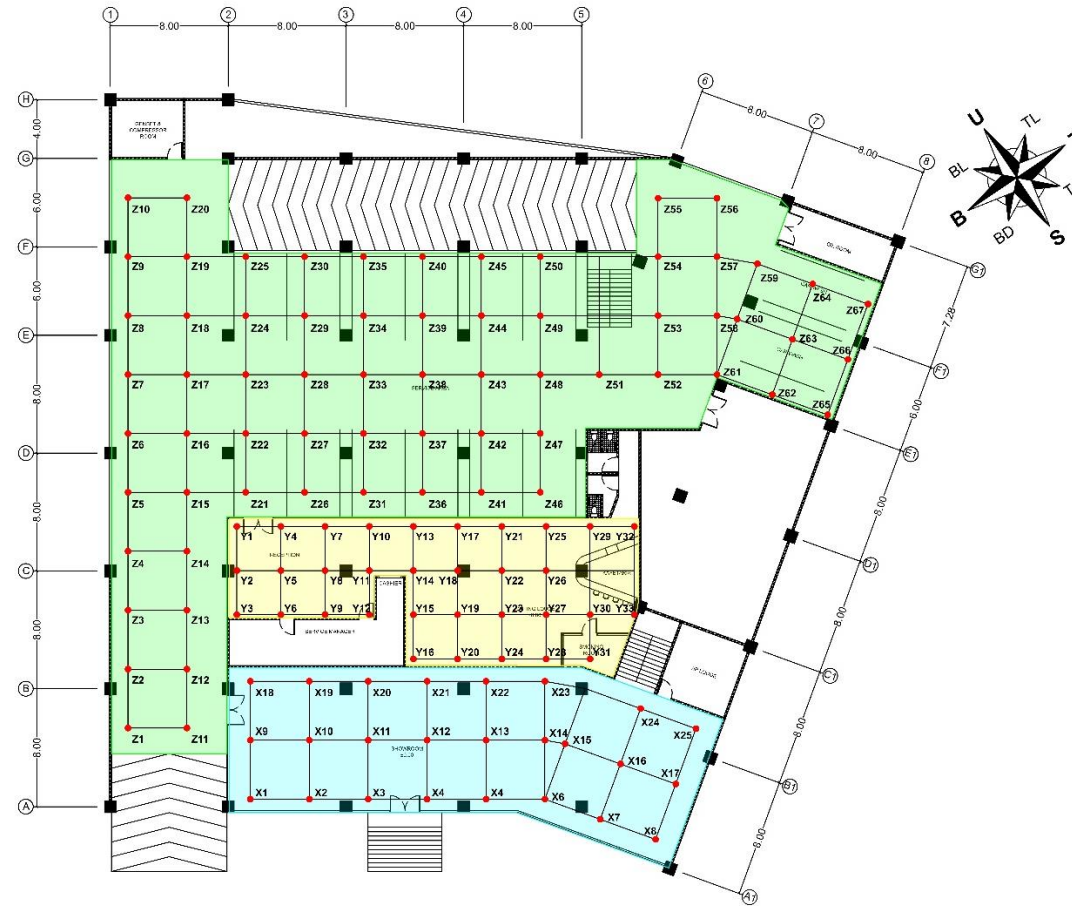 1 2 3 4 5
8.00 8.00 8.00 8.00
6 7 8
8.00 8.00
U TL BL B BD S
H
4.00
G
6.00
F
6.00
E
8.00
D
8.00
C
8.00
B
8.00
A
G1
7.28
F1
6.00
E1
8.00
D1
8.00
C1
8.00
B1
8.00
A1
GENSET &
COMPRESSOR
ROOM
Z10 Z20 Z55 Z56
Z9 Z19 Z25 Z30 Z35 Z40 Z45 Z50 Z54 Z57 Z59
Z64 Z67
Z8 Z18 Z24 Z29 Z34 Z39 Z44 Z49 Z53 Z58 Z60
Z63 Z66
Z7 Z17 Z23 Z28 Z33 Z38 Z43 Z48 Z51 Z52 Z61
Z62 Z65
Z6 Z16 Z22 Z27 Z32 Z37 Z42 Z47
Z5 Z15 Z21 Z26 Z31 Z36 Z41 Z46
Z4 Z14
Z3 Z13
Z2 Z12
Z1 Z11
Y1 Y4 Y7 Y10 Y13 Y17 Y21 Y25 Y29 Y32
RECEPTION
Y2 Y5 Y8 Y11 Y14 Y18 Y22 Y26
CASHIER
Y3 Y6 Y9 Y12 Y15 Y19 Y23 Y27 Y30 Y33
SERVICE MANAGER
SMOKING
Y16 Y20 Y24 Y28 Y31
X18 X19 X20 X21 X22 X23
X24 X25
X9 X10 X11 X12 X13 X14 X15
SHOWROOM
X16 X17
X1 X2 X3 X4 X4 X6
X7 X8